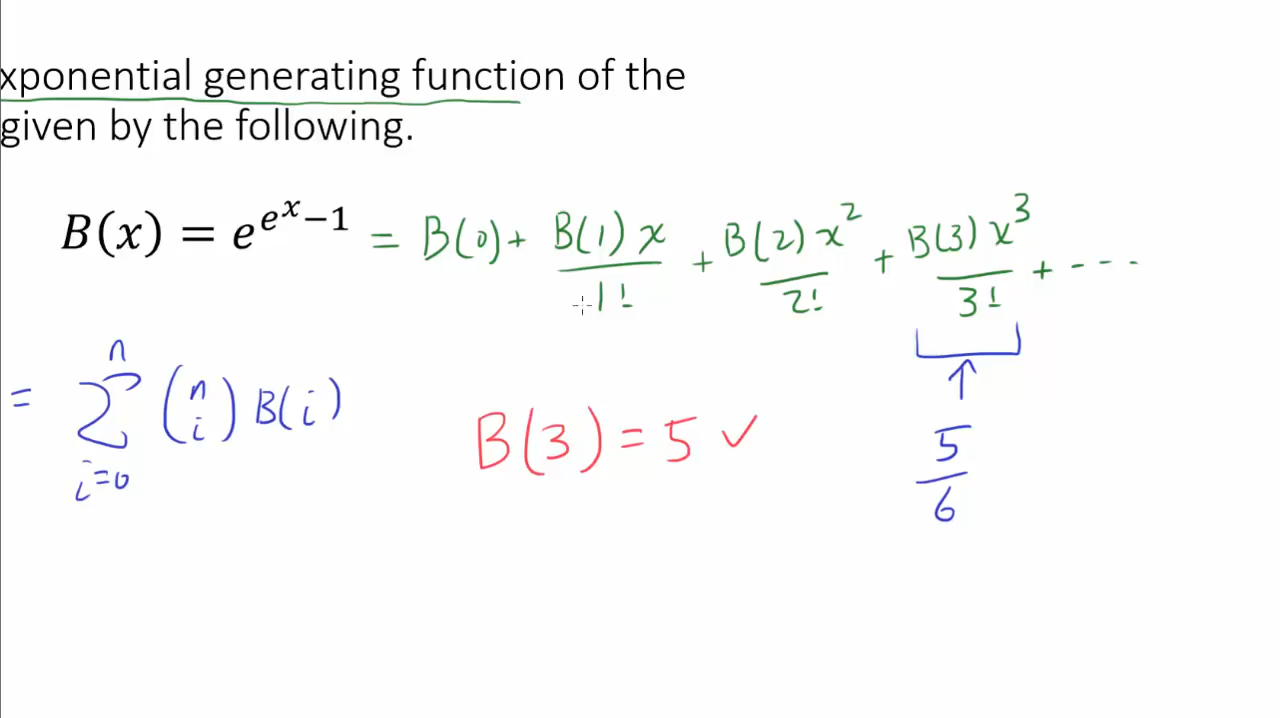 xponential generating function of the
given by the following.
B(x) = e^{e^x−1} = B(0) + B(1)x/1! + B(2)x²/2! + B(3)x³/3! + ---
= ∑_{i=0}^{n} (n i) B(i)
B(3) = 5 ✓
↑
5/6